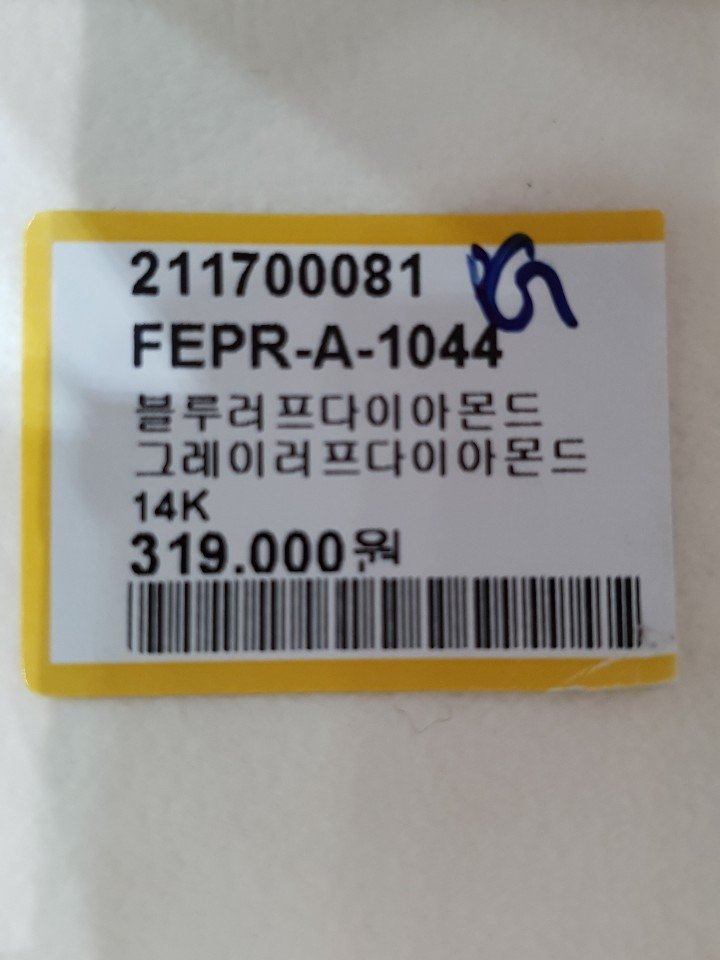 211700081
FEPR-A-1044
블루러프다이아몬드
그레이러프다이아몬드
14K
319.000원